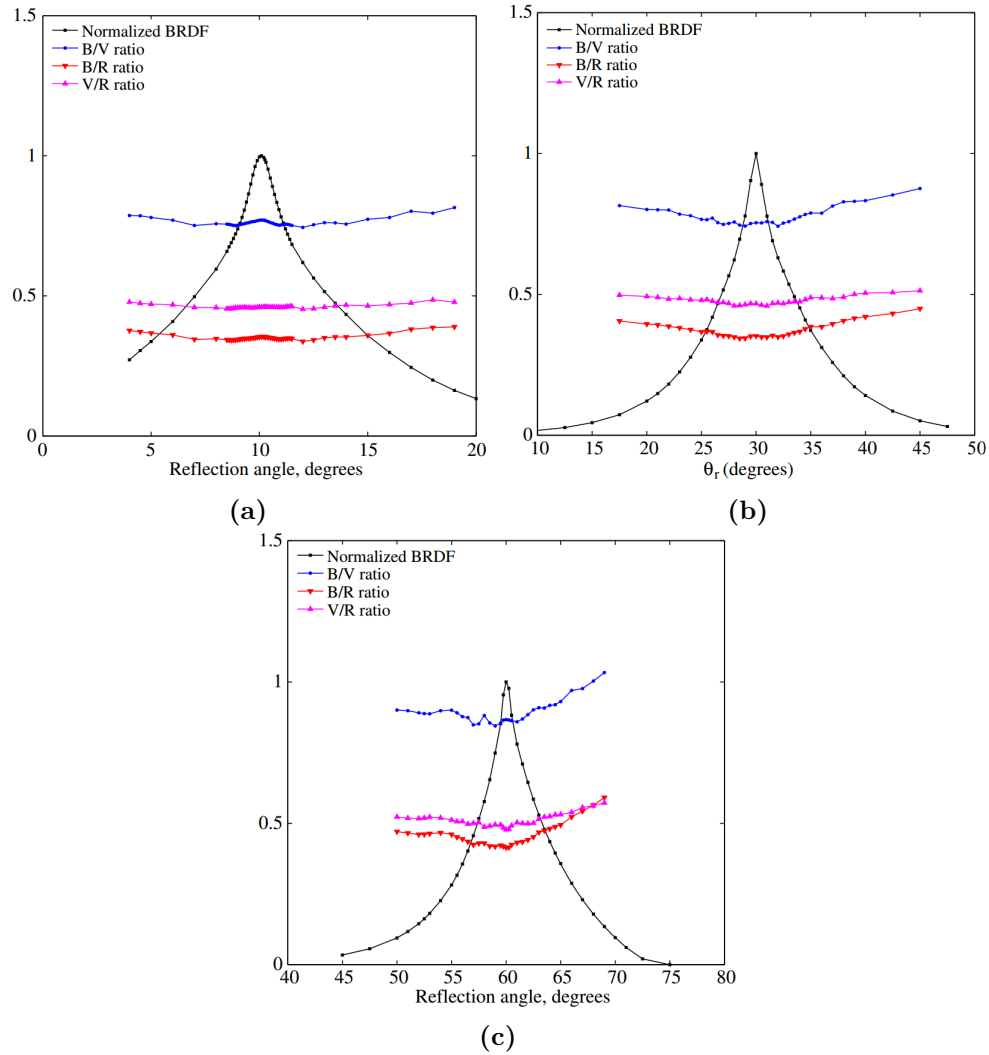 1.5
Normalized BRDF
B/V ratio
B/R ratio
V/R ratio
1
0.5
0
0 5 10 15 20
Reflection angle, degrees
(a)
1.5
Normalized BRDF
B/V ratio
B/R ratio
V/R ratio
1
0.5
0
10 15 20 25 30 35 40 45 50
θr (degrees)
(b)
1.5
Normalized BRDF
B/V ratio
B/R ratio
V/R ratio
1
0.5
0
40 45 50 55 60 65 70 75 80
Reflection angle, degrees
(c)